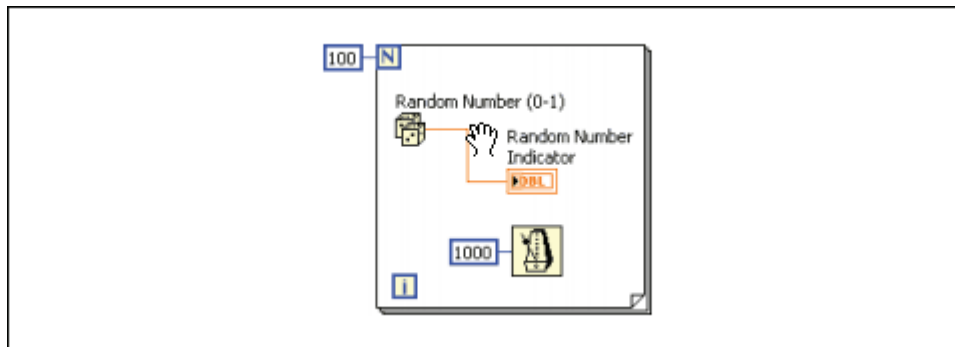 100
N
Random Number (0-1)
Random Number
Indicator
DBL
1000
i